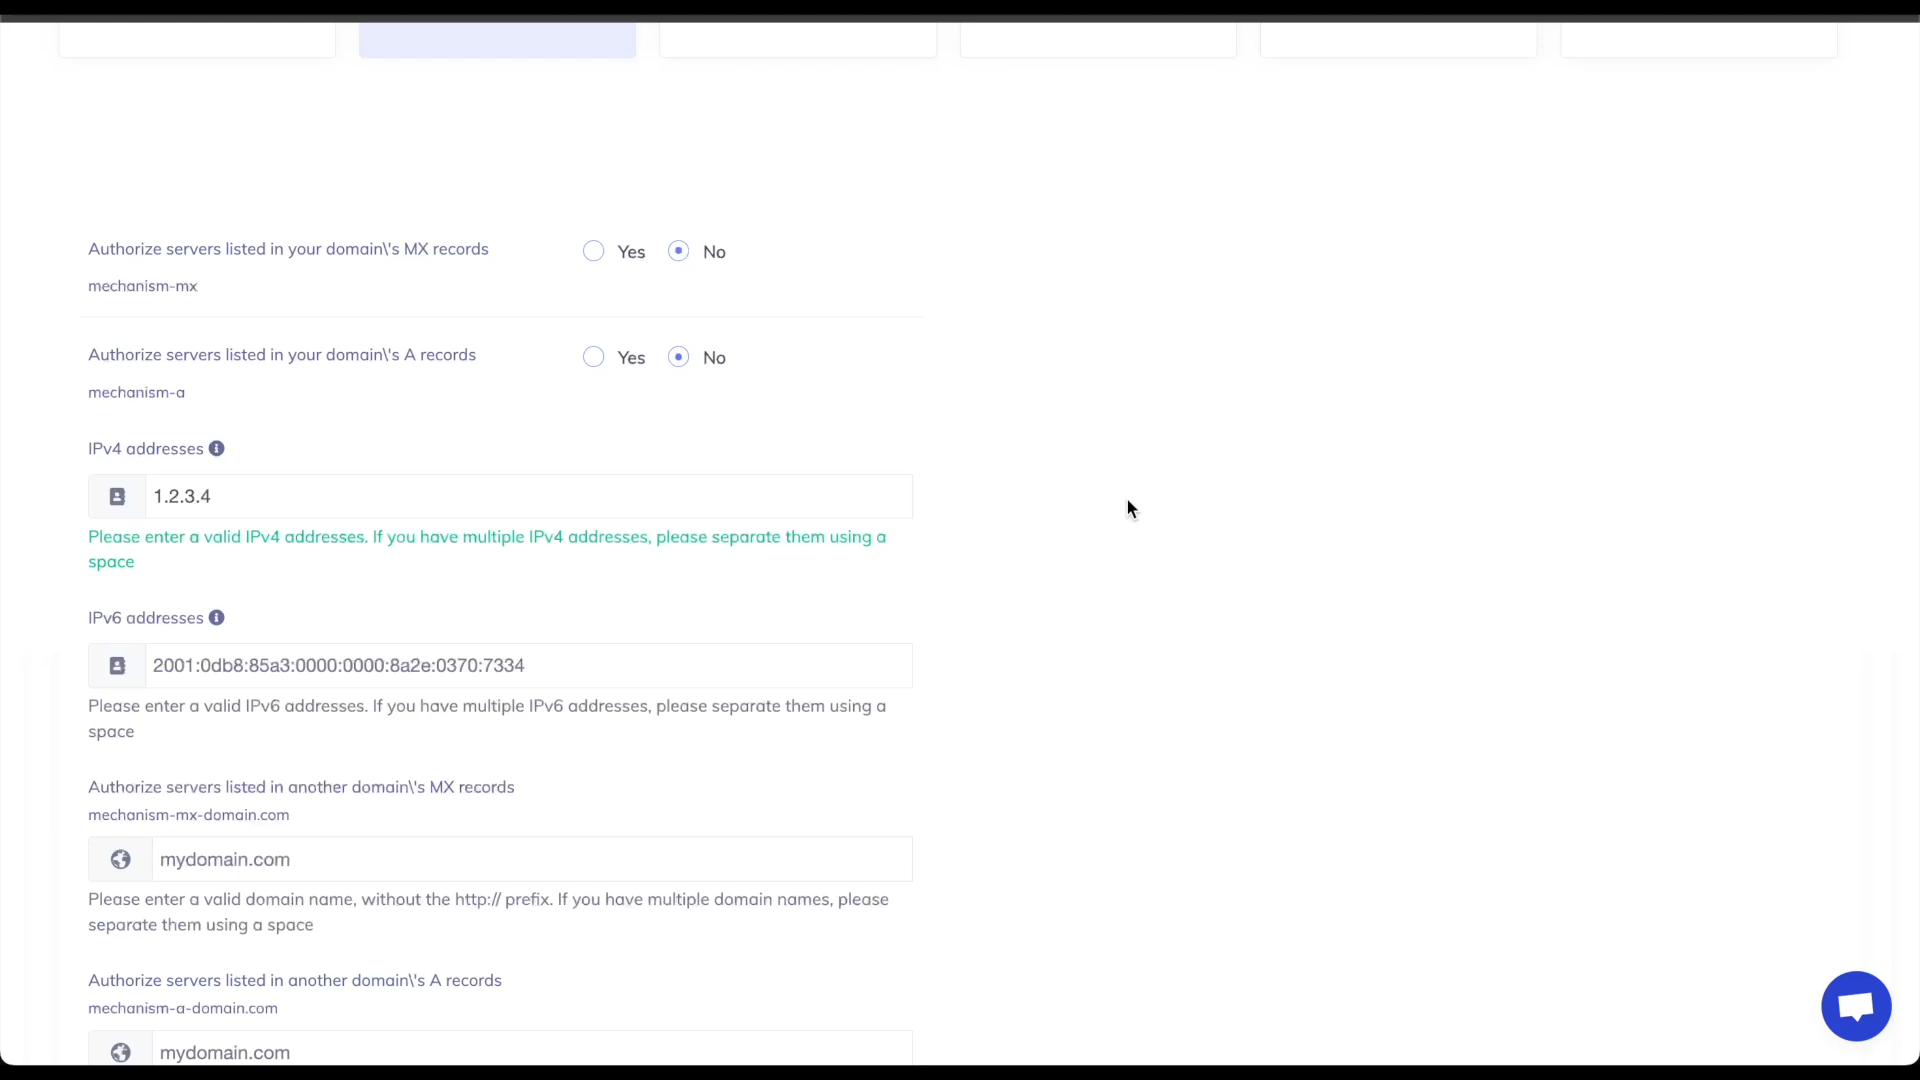 Authorize servers listed in your domain\'s MX records
Yes
No
mechanism-mx
Authorize servers listed in your domain\'s A records
Yes
No
mechanism-a
IPv4 addresses
1.2.3.4
Please enter a valid IPv4 addresses. If you have multiple IPv4 addresses, please separate them using a
space
IPv6 addresses
2001:0db8:85a3:0000:0000:8a2e:0370:7334
Please enter a valid IPv6 addresses. If you have multiple IPv6 addresses, please separate them using a
space
Authorize servers listed in another domain\'s MX records
mechanism-mx-domain.com
mydomain.com
Please enter a valid domain name, without the http:// prefix. If you have multiple domain names, please
separate them using a space
Authorize servers listed in another domain\'s A records
mechanism-a-domain.com
mydomain.com